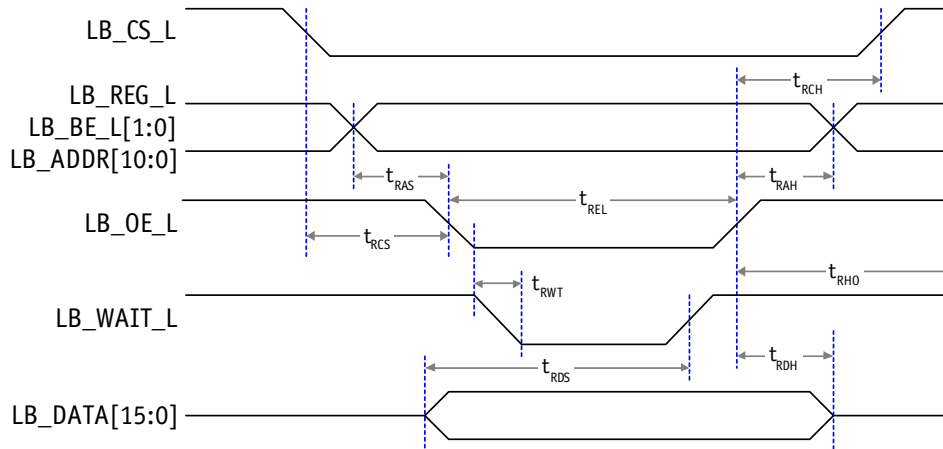 LB_CS_L
t_RCH
LB_REG_L
LB_BE_L[1:0]
LB_ADDR[10:0]
t_RAS
t_RAH
t_REL
LB_OE_L
t_RCS
t_RHO
t_RWT
LB_WAIT_L
t_RDS
t_RDH
LB_DATA[15:0]